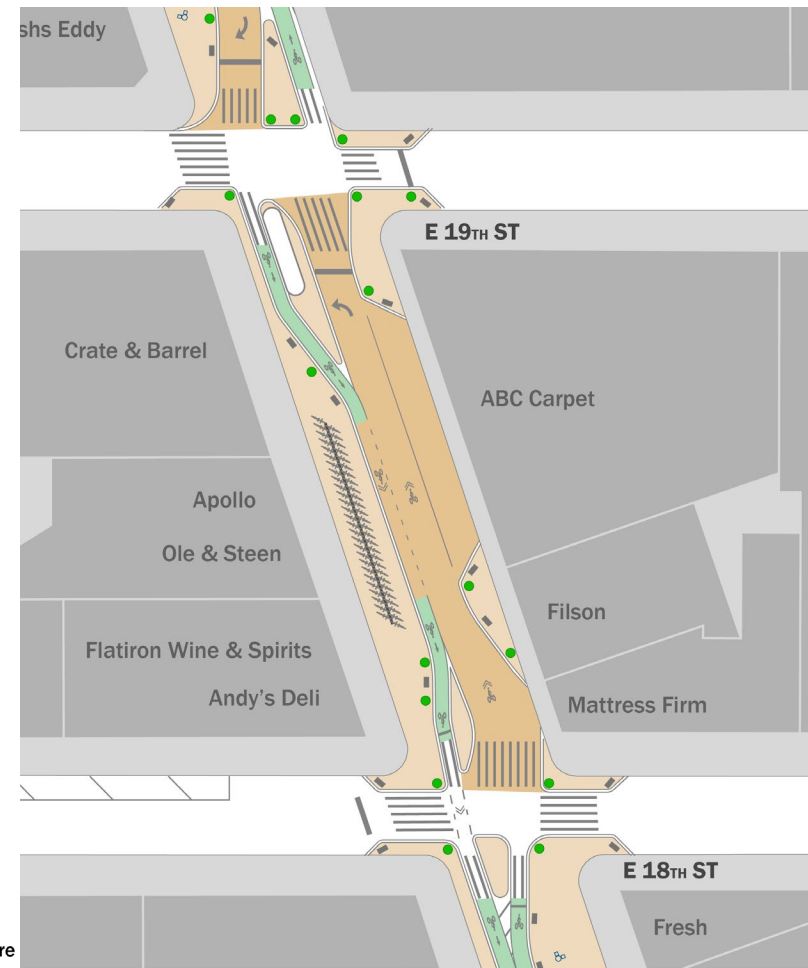 shs Eddy
E 19TH ST
Crate & Barrel
ABC Carpet
Apollo
Ole & Steen
Filson
Flatiron Wine & Spirits
Andy's Deli
Mattress Firm
E 18TH ST
Fresh
re